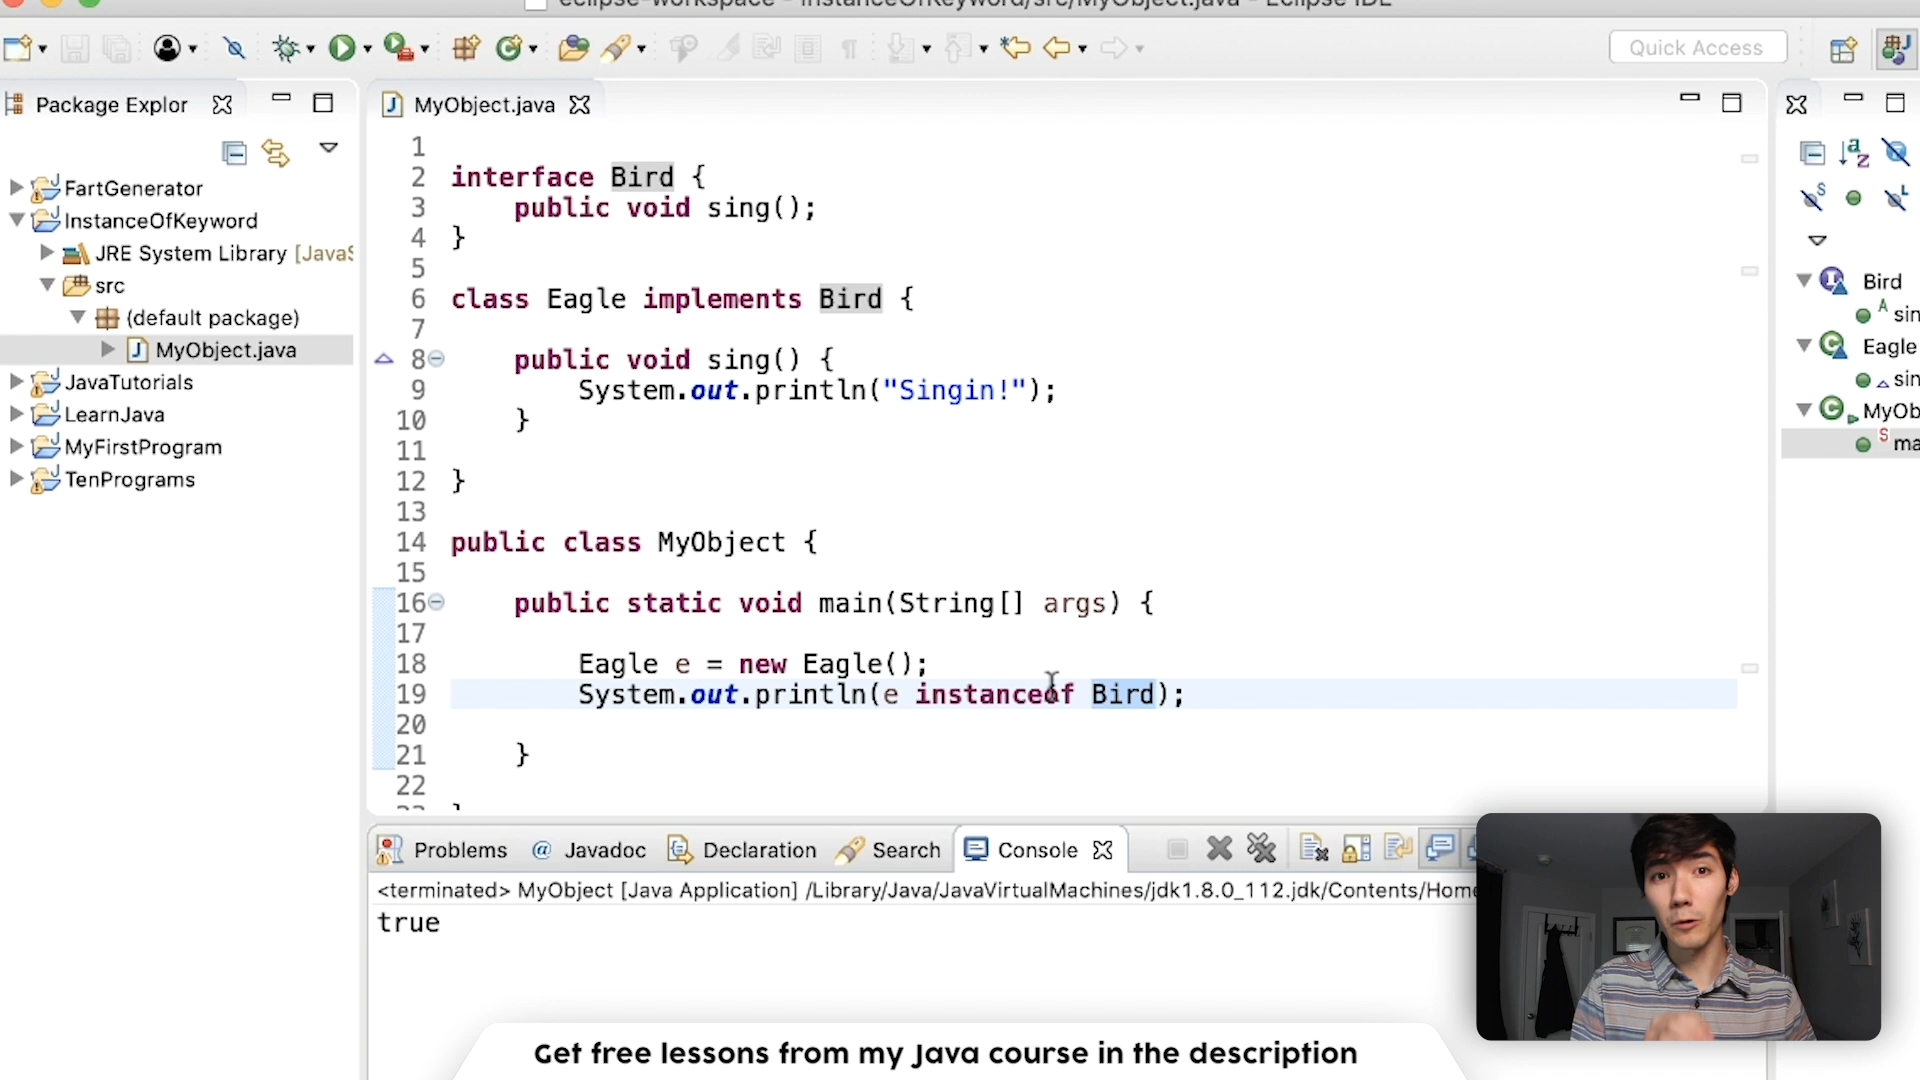 eclipse-workspace - InstanceOfKeyword/src/MyObject.java - Eclipse IDE
Quick Access
Package Explor
MyObject.java
FartGenerator
InstanceOfKeyword
JRE System Library [JavaS
src
(default package)
MyObject.java
JavaTutorials
LearnJava
MyFirstProgram
TenPrograms
1
2 interface Bird {
3 public void sing();
4 }
5
6 class Eagle implements Bird {
7
8 public void sing() {
9 System.out.println("Singin!");
10 }
11
12 }
13
14 public class MyObject {
15
16 public static void main(String[] args) {
17
18 Eagle e = new Eagle();
19 System.out.println(e instanceof Bird);
20
21 }
22
Bird
sin
Eagle
sin
MyOb
ma
Problems @ Javadoc Declaration Search Console
<terminated> MyObject [Java Application] /Library/Java/JavaVirtualMachines/jdk1.8.0_112.jdk/Contents/Home
true
Get free lessons from my Java course in the description